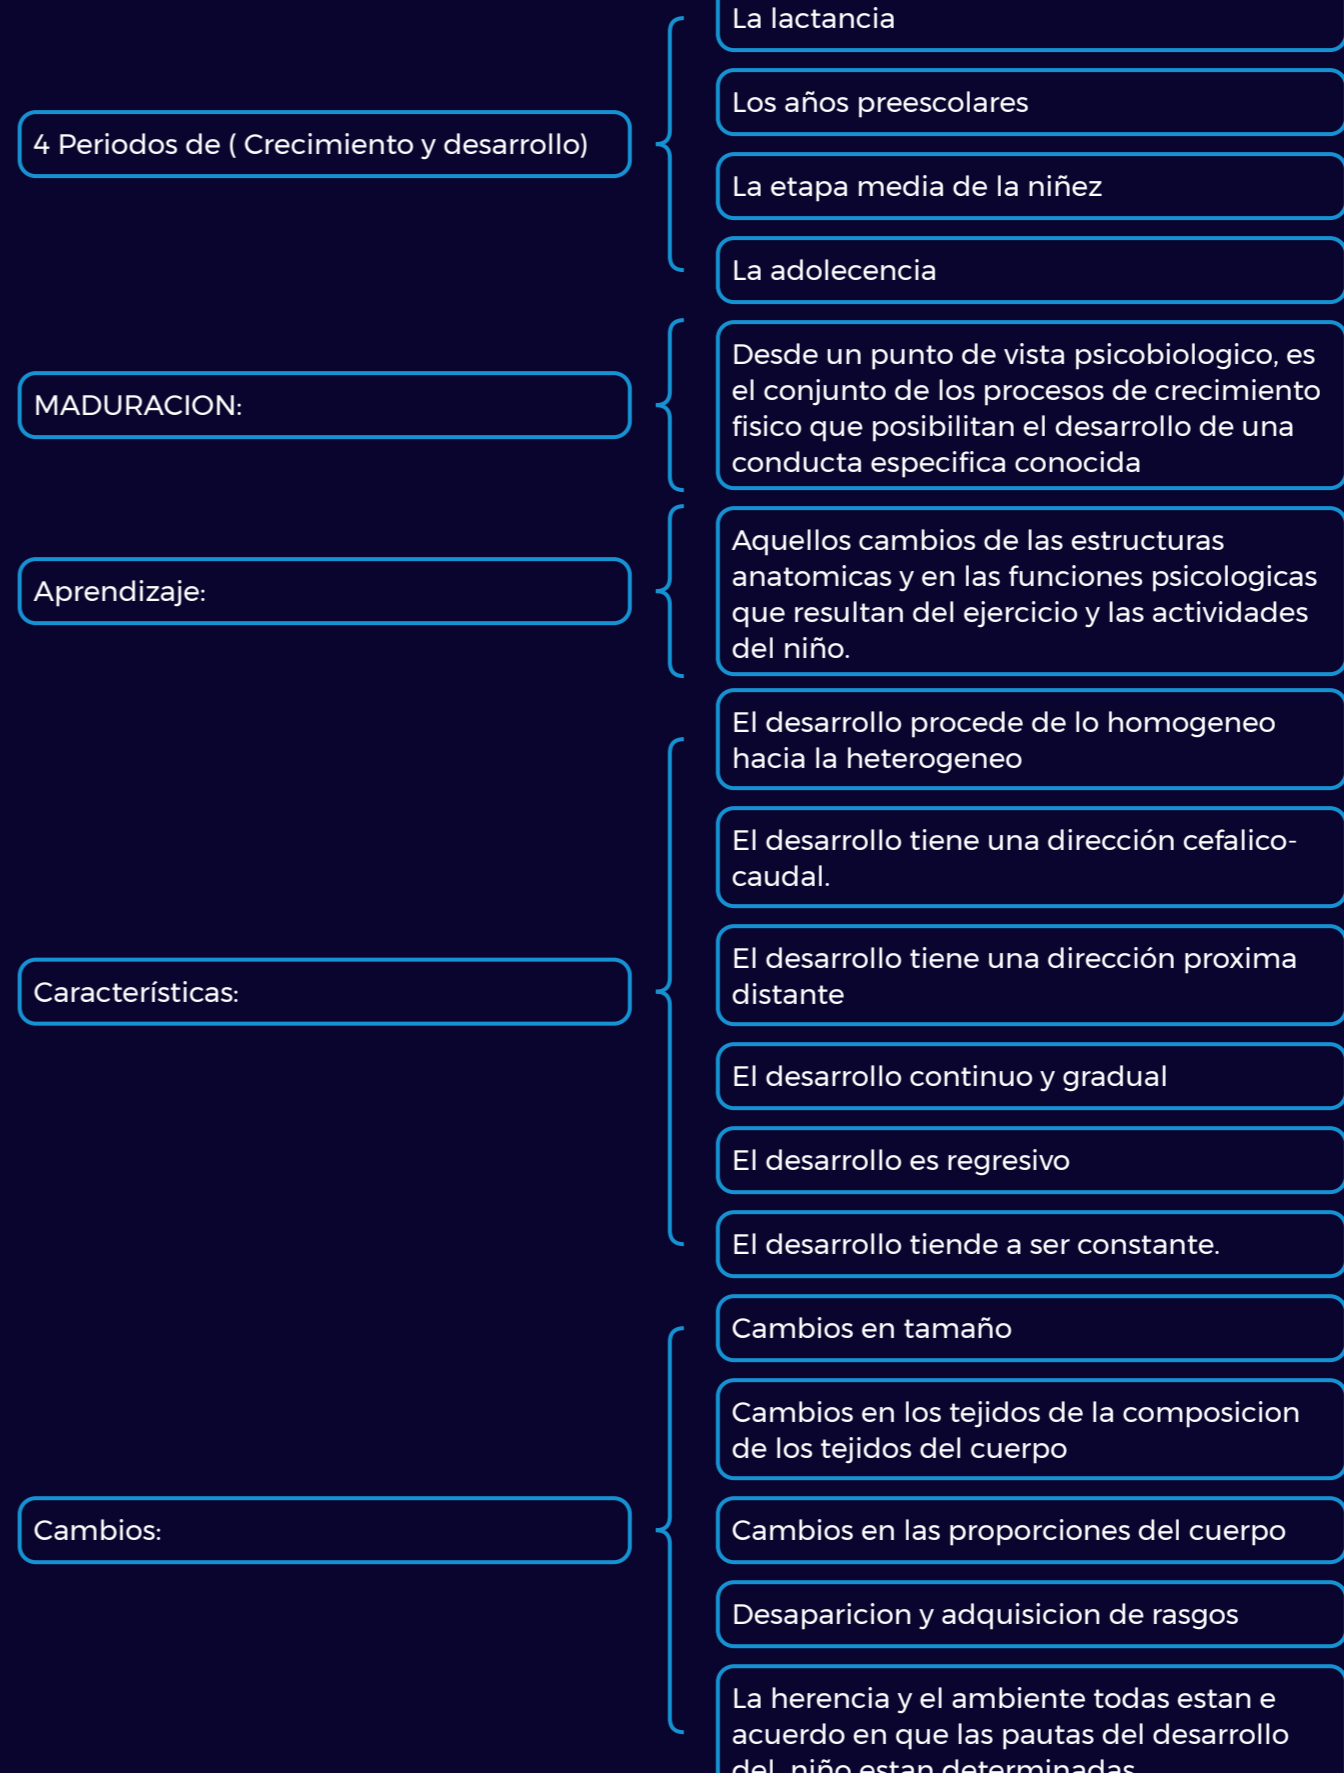 4 Periodos de ( Crecimiento y desarrollo)
La lactancia
Los años preescolares
La etapa media de la niñez
La adolecencia
MADURACION:
Desde un punto de vista psicobiologico, es
el conjunto de los procesos de crecimiento
fisico que posibilitan el desarrollo de una
conducta especifica conocida
Aprendizaje:
Aquellos cambios de las estructuras
anatomicas y en las funciones psicologicas
que resultan del ejercicio y las actividades
del niño.
Características:
El desarrollo procede de lo homogeneo
hacia la heterogeneo
El desarrollo tiene una dirección cefalico-
caudal.
El desarrollo tiene una dirección proxima
distante
El desarrollo continuo y gradual
El desarrollo es regresivo
El desarrollo tiende a ser constante.
Cambios:
Cambios en tamaño
Cambios en los tejidos de la composicion
de los tejidos del cuerpo
Cambios en las proporciones del cuerpo
Desaparicion y adquisicion de rasgos
La herencia y el ambiente todas estan e
acuerdo en que las pautas del desarrollo
del niño estan determinadas